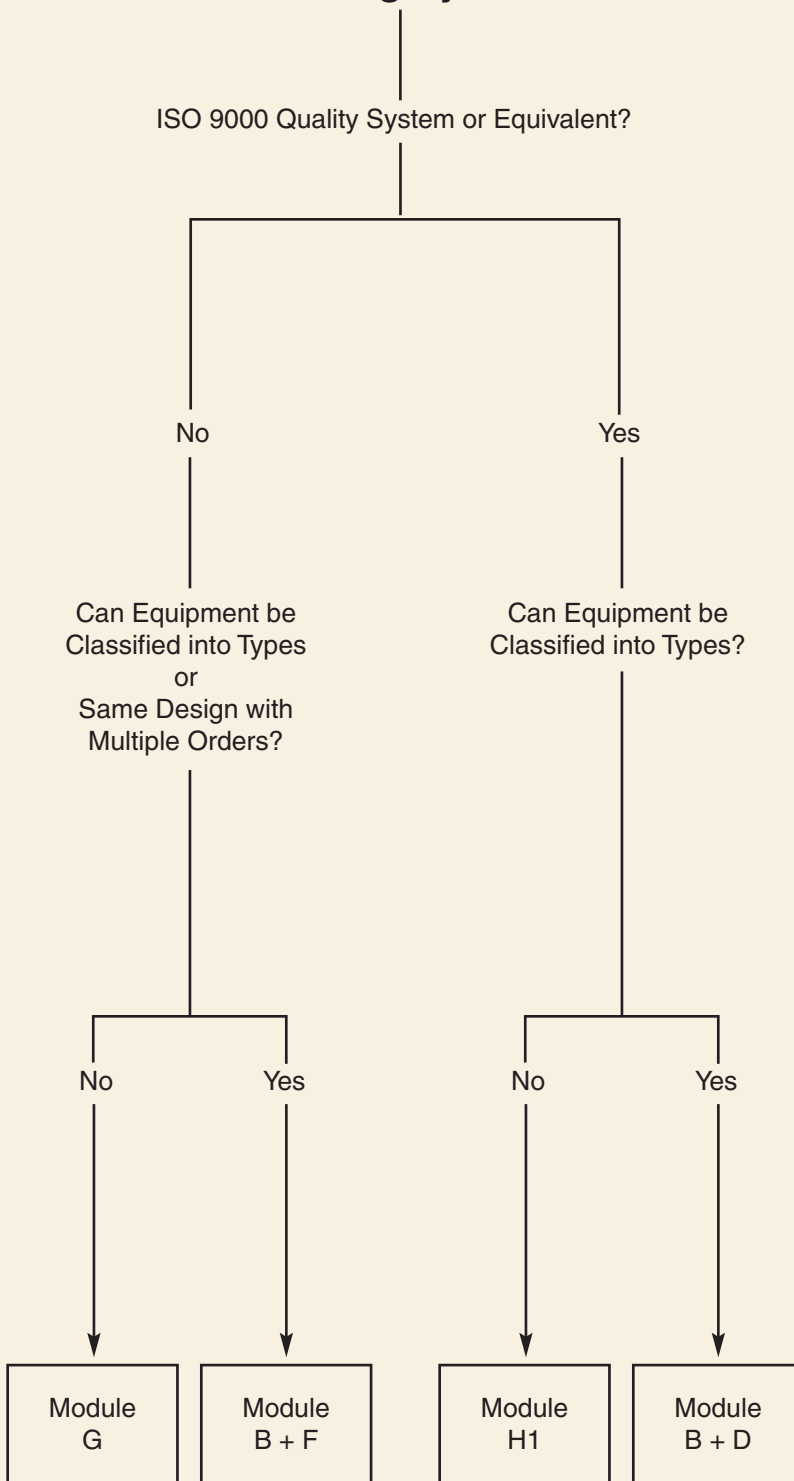 ISO 9000 Quality System or Equivalent?
No
Yes
Can Equipment be
Classified into Types
or
Same Design with
Multiple Orders?
Can Equipment be
Classified into Types?
No
Yes
No
Yes
Module
G
Module
B + F
Module
H1
Module
B + D